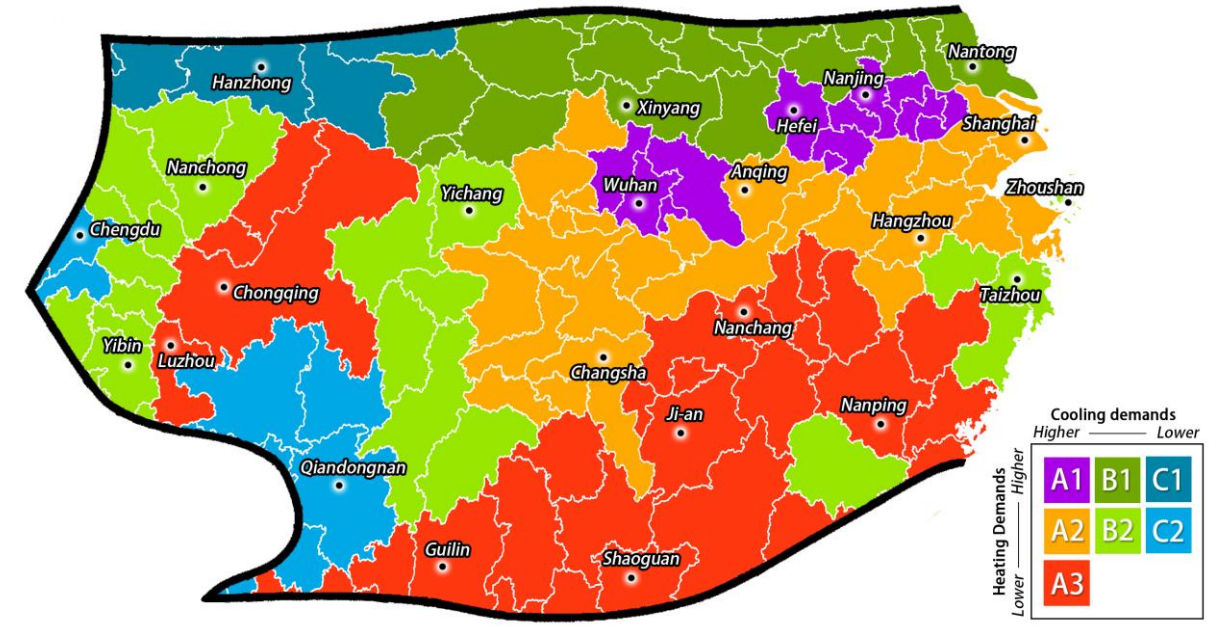 Nantong
Hanzhong
Nanjing
Xinyang
Hefei
Shanghai
Nanchong
Anqing
Wuhan
Yichang
Zhoushan
Chengdu
Hangzhou
Chongqing
Taizhou
Nanchang
Yibin
Luzhou
Changsha
Ji-an
Nanping
Qiandongnan
Guilin
Shaoguan
Cooling demands
Higher Lower
Heating Demands
Higher
Lower
A1 B1 C1
A2 B2 C2
A3